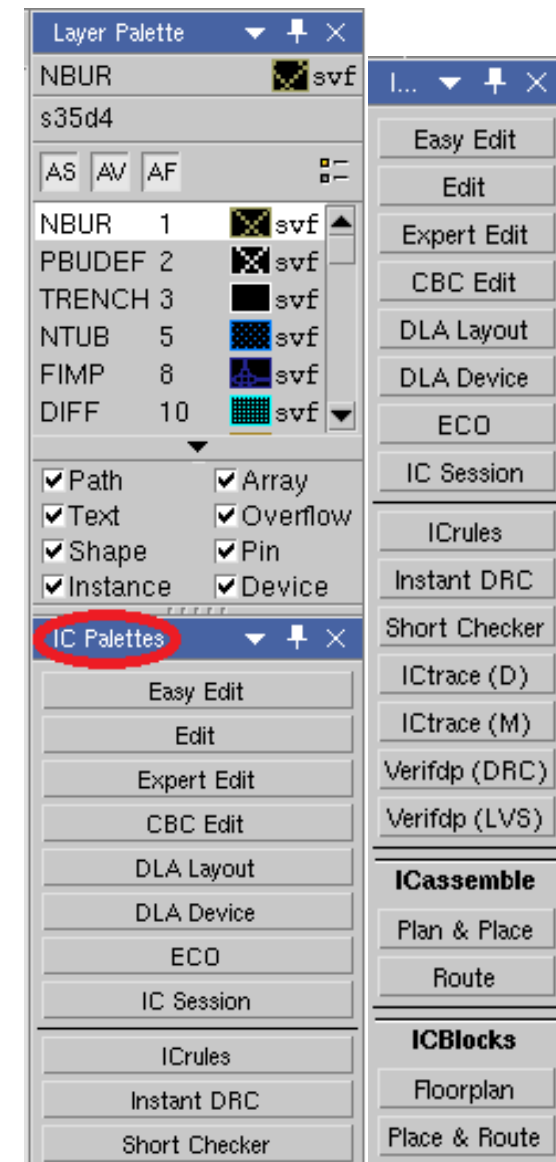 Layer Palette
NBUR svf
s35d4
AS AV AF
NBUR 1 svf
PBUDEF 2 svf
TRENCH 3 svf
NTUB 5 svf
FIMP 8 svf
DIFF 10 svf
Path Array
Text Overflow
Shape Pin
Instance Device
IC Palettes
Easy Edit
Edit
Expert Edit
CBC Edit
DLA Layout
DLA Device
ECO
IC Session
ICrules
Instant DRC
Short Checker
I...
Easy Edit
Edit
Expert Edit
CBC Edit
DLA Layout
DLA Device
ECO
IC Session
ICrules
Instant DRC
Short Checker
ICtrace (D)
ICtrace (M)
Verifdp (DRC)
Verifdp (LVS)
ICassemble
Plan & Place
Route
ICBlocks
Floorplan
Place & Route